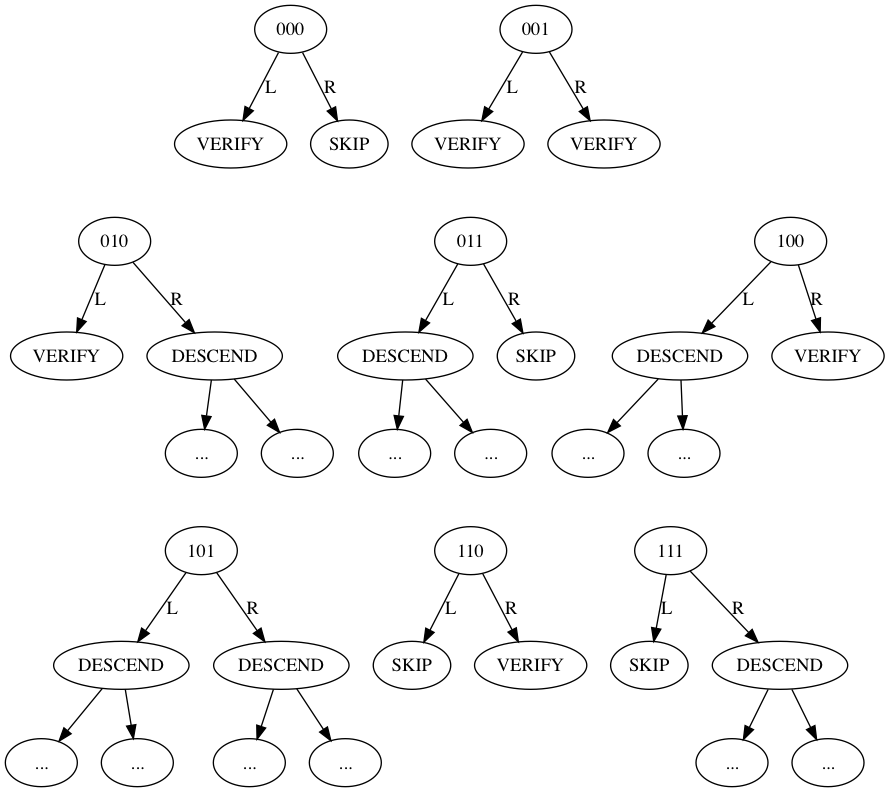 000 001
L R L R
VERIFY SKIP VERIFY VERIFY
010 011 100
L R L R L R
VERIFY DESCEND DESCEND SKIP DESCEND VERIFY
... ... ... ... ... ...
101 110 111
L R L R L R
DESCEND DESCEND SKIP VERIFY SKIP DESCEND
... ... ... ... ... ...